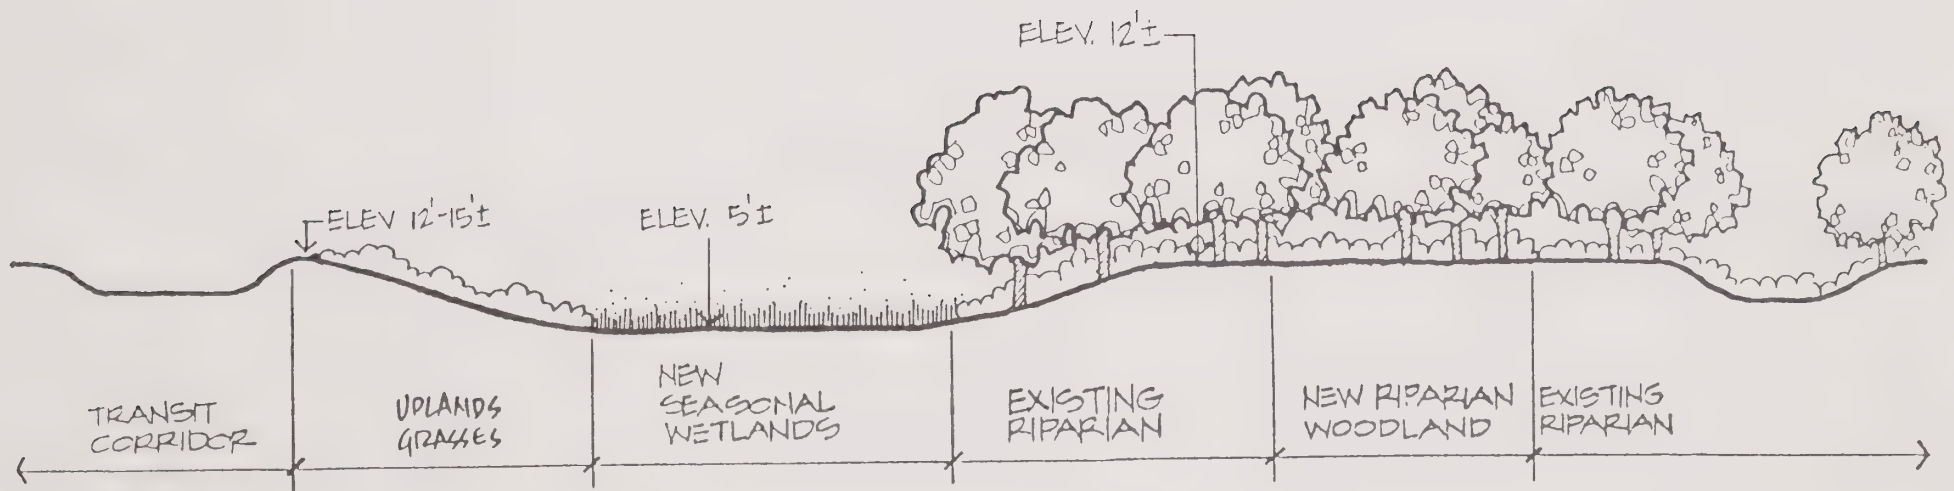 ELEV. 12'±
ELEV 12'-15'±
ELEV. 5'±
TRANSIT
CORRIDOR
UPLANDS
GRASSES
NEW
SEASONAL
WETLANDS
EXISTING
RIPARIAN
NEW RIPARIAN
WOODLAND
EXISTING
RIPARIAN